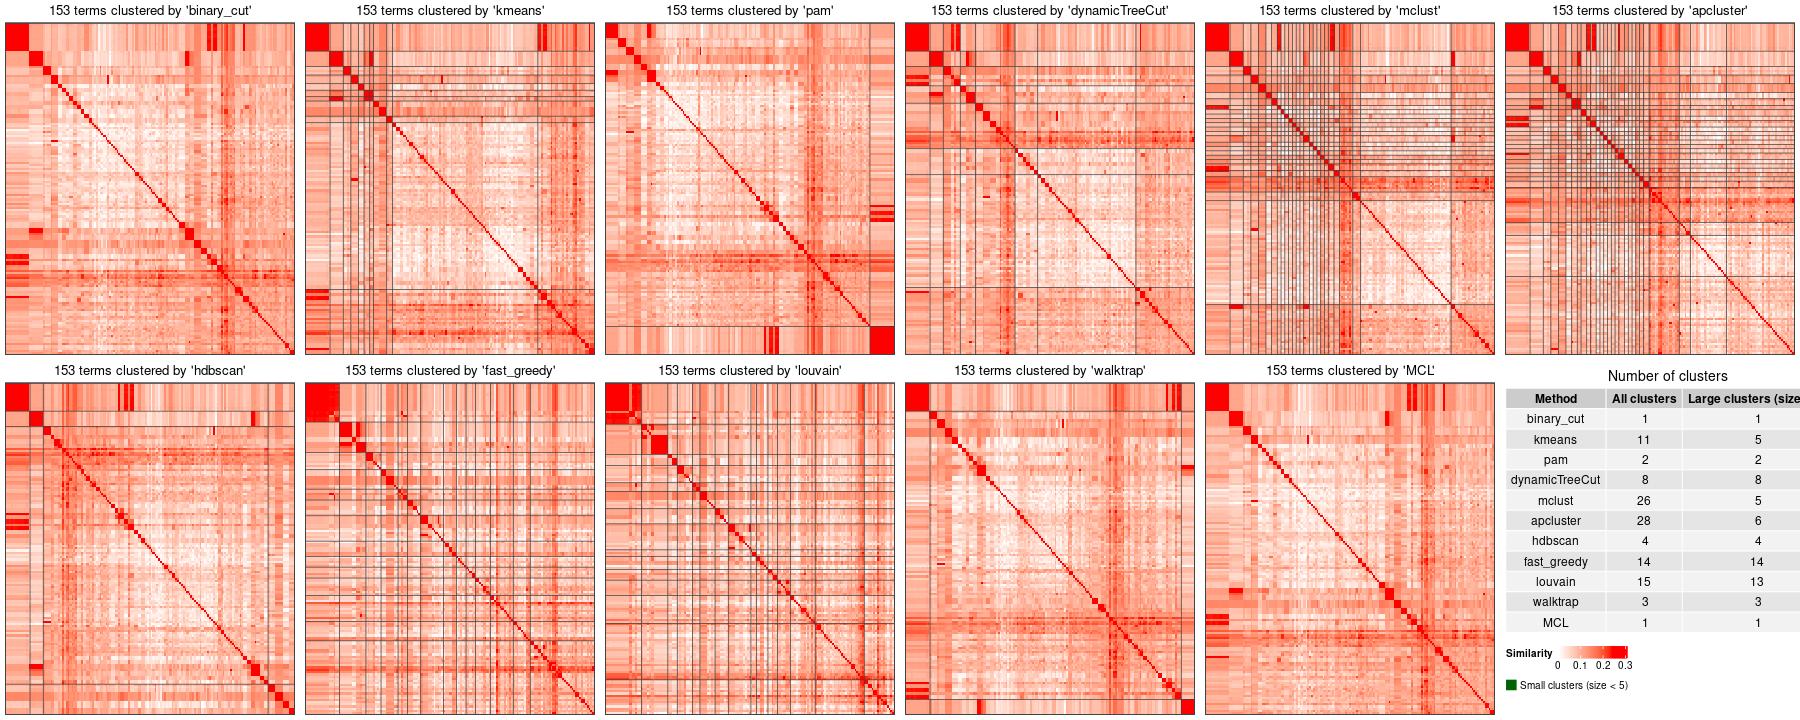 153 terms clustered by 'binary_cut'
153 terms clustered by 'kmeans'
153 terms clustered by 'pam'
153 terms clustered by 'dynamicTreeCut'
153 terms clustered by 'mclust'
153 terms clustered by 'apcluster'
153 terms clustered by 'hdbscan'
153 terms clustered by 'fast_greedy'
153 terms clustered by 'louvain'
153 terms clustered by 'walktrap'
153 terms clustered by 'MCL'
Number of clusters
Method All clusters Large clusters (size
binary_cut 1 1
kmeans 11 5
pam 2 2
dynamicTreeCut 8 8
mclust 26 5
apcluster 28 6
hdbscan 4 4
fast_greedy 14 14
louvain 15 13
walktrap 3 3
MCL 1 1
Similarity
0 0.1 0.2 0.3
Small clusters (size < 5)